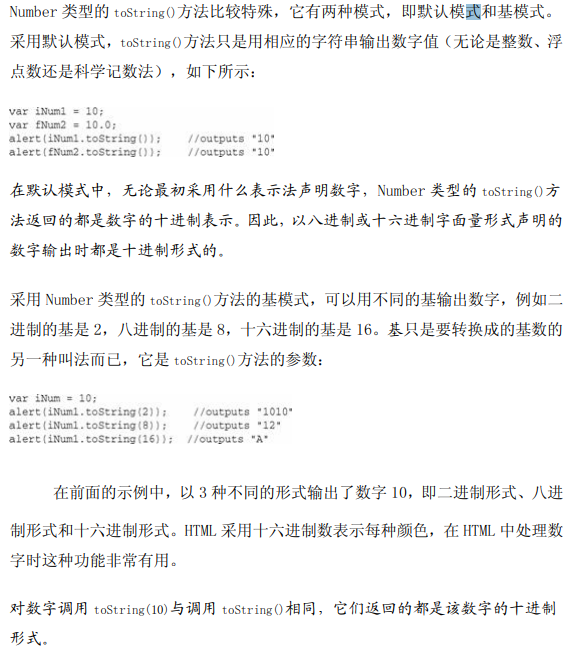 Number 类型的 toString()方法比较特殊，它有两种模式，即默认模式和基模式。
采用默认模式，toString()方法只是用相应的字符串输出数字值（无论是整数、浮
点数还是科学记数法），如下所示：
var iNum1 = 10;
var fNum2 = 10.0;
alert(iNum1.toString()); //outputs "10"
alert(fNum2.toString()); //outputs "10"
在默认模式中，无论最初采用什么表示法声明数字，Number 类型的 toString()方
法返回的都是数字的十进制表示。因此，以八进制或十六进制字面量形式声明的
数字输出时都是十进制形式的。
采用 Number 类型的 toString()方法的基模式，可以用不同的基输出数字，例如二
进制的基是 2，八进制的基是 8，十六进制的基是 16。基只是要转换成的基数的
另一种叫法而已，它是 toString()方法的参数：
var iNum = 10;
alert(iNum1.toString(2)); //outputs "1010"
alert(iNum1.toString(8)); //outputs "12"
alert(iNum1.toString(16)); //outputs "A"
在前面的示例中，以 3 种不同的形式输出了数字 10，即二进制形式、八进
制形式和十六进制形式。HTML 采用十六进制数表示每种颜色，在 HTML 中处理数
字时这种功能非常有用。
对数字调用 toString(10)与调用 toString()相同，它们返回的都是该数字的十进制
形式。